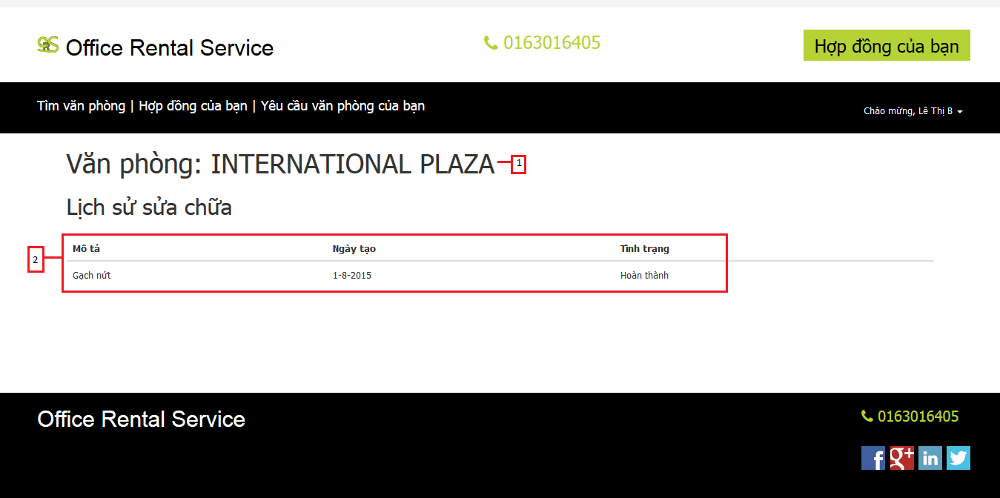 Office Rental Service
0163016405
Hợp đồng của bạn
Tìm văn phòng | Hợp đồng của bạn | Yêu cầu văn phòng của bạn
Chào mừng, Lê Thị B
Văn phòng: INTERNATIONAL PLAZA
1
Lịch sử sửa chữa
2
Mô tả Ngày tạo Tình trạng
Gạch nứt 1-8-2015 Hoàn thành
Office Rental Service
0163016405
f g+ in